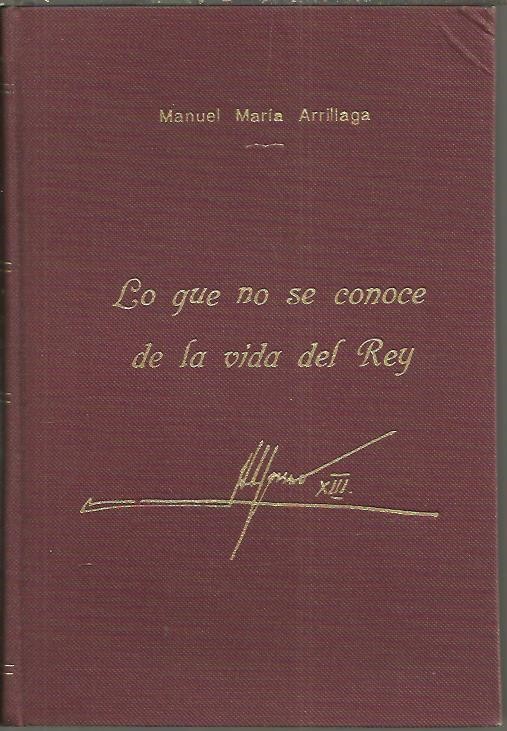 Manuel María Arrillaga
Lo que no se conoce
de la vida del Rey
Alfonso XIII.